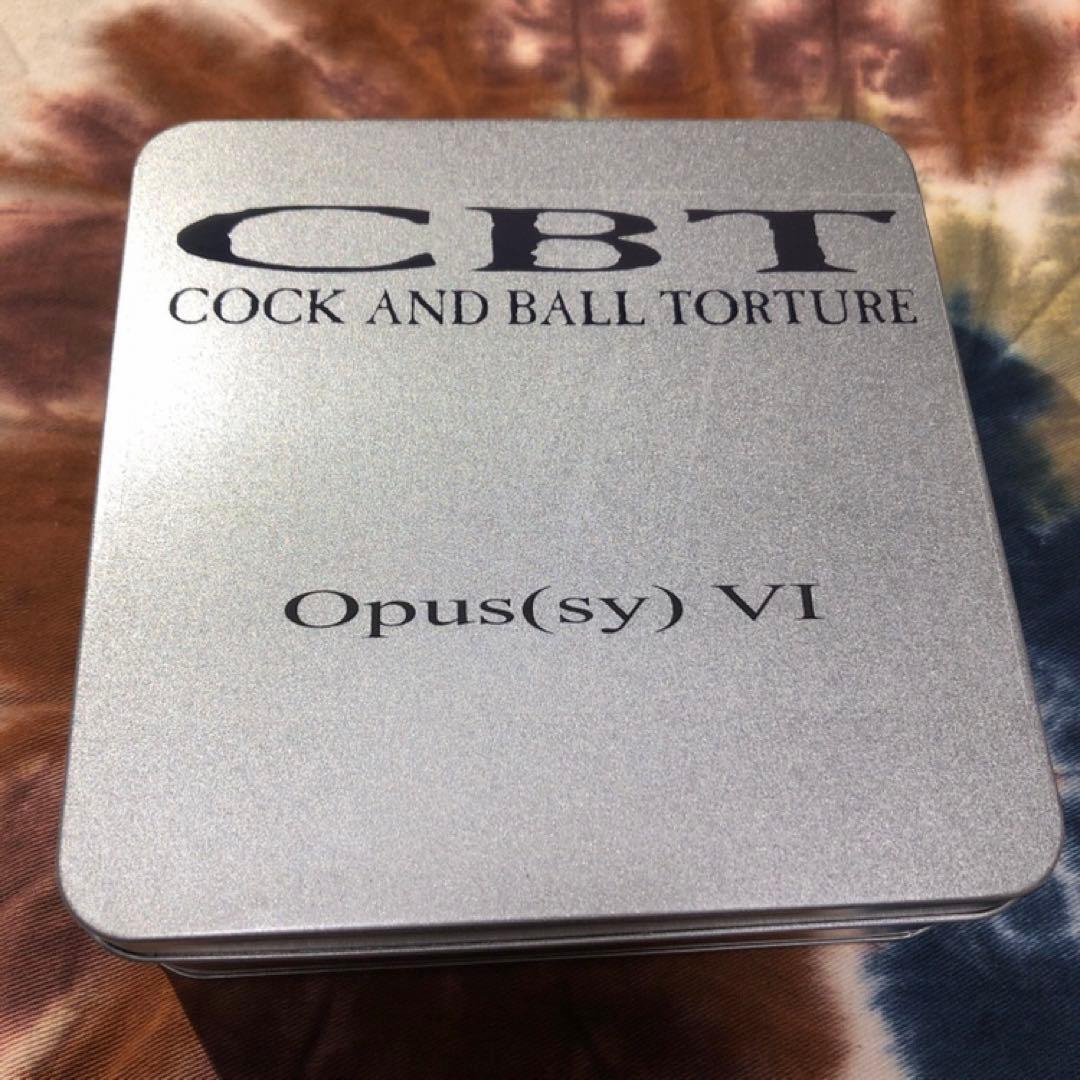 CBT
COCK AND BALL TORTURE
Opus(sy) VI